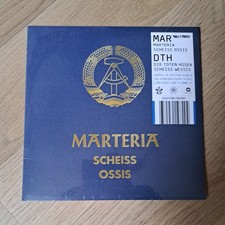 MAR
MARTERIA
SCHEISS OSSIS
DTH
DIE TOTEN HOSEN
SCHEISS WESSIS
MARTERIA
SCHEISS
OSSIS